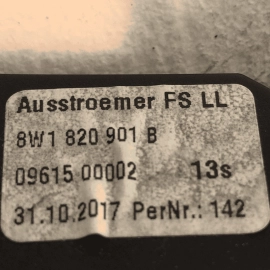 Ausstroemer FS LL
8W1 820 901 B
09615 00002 13s
31.10.2017 PerNr.: 142